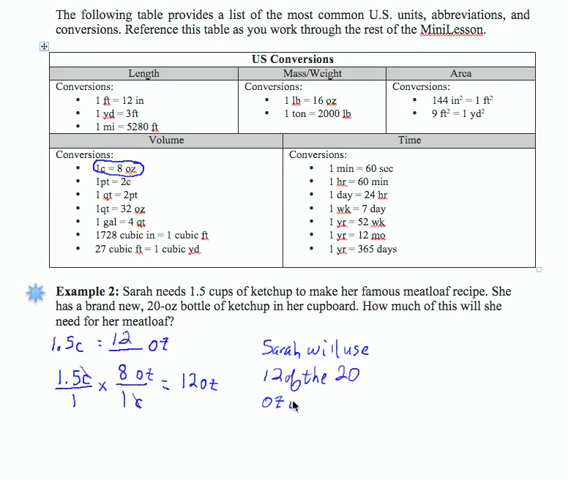 The following table provides a list of the most common U.S. units, abbreviations, and
conversions. Reference this table as you work through the rest of the MiniLesson.
US Conversions
Length
Mass/Weight
Area
Conversions:
• 1 ft = 12 in
• 1 yd = 3ft
• 1 mi = 5280 ft
Conversions:
• 1 lb = 16 oz
• 1 ton = 2000 lb
Conversions:
• 144 in² = 1 ft²
• 9 ft² = 1 yd²
Volume
Time
Conversions:
• 1c = 8 oz
• 1pt = 2c
• 1 qt = 2pt
• 1qt = 32 oz
• 1 gal = 4 qt
• 1728 cubic in = 1 cubic ft
• 27 cubic ft = 1 cubic yd
Conversions:
• 1 min = 60 sec
• 1 hr = 60 min
• 1 day = 24 hr
• 1 wk = 7 day
• 1 yr = 52 wk
• 1 yr = 12 mo
• 1 yr = 365 days
Example 2: Sarah needs 1.5 cups of ketchup to make her famous meatloaf recipe. She
has a brand new, 20-oz bottle of ketchup in her cupboard. How much of this will she
need for her meatloaf?
1.5c = 12 oz
1.5c/1 × 8 oz/1c = 12oz
Sarah will use
12 of the 20
oz